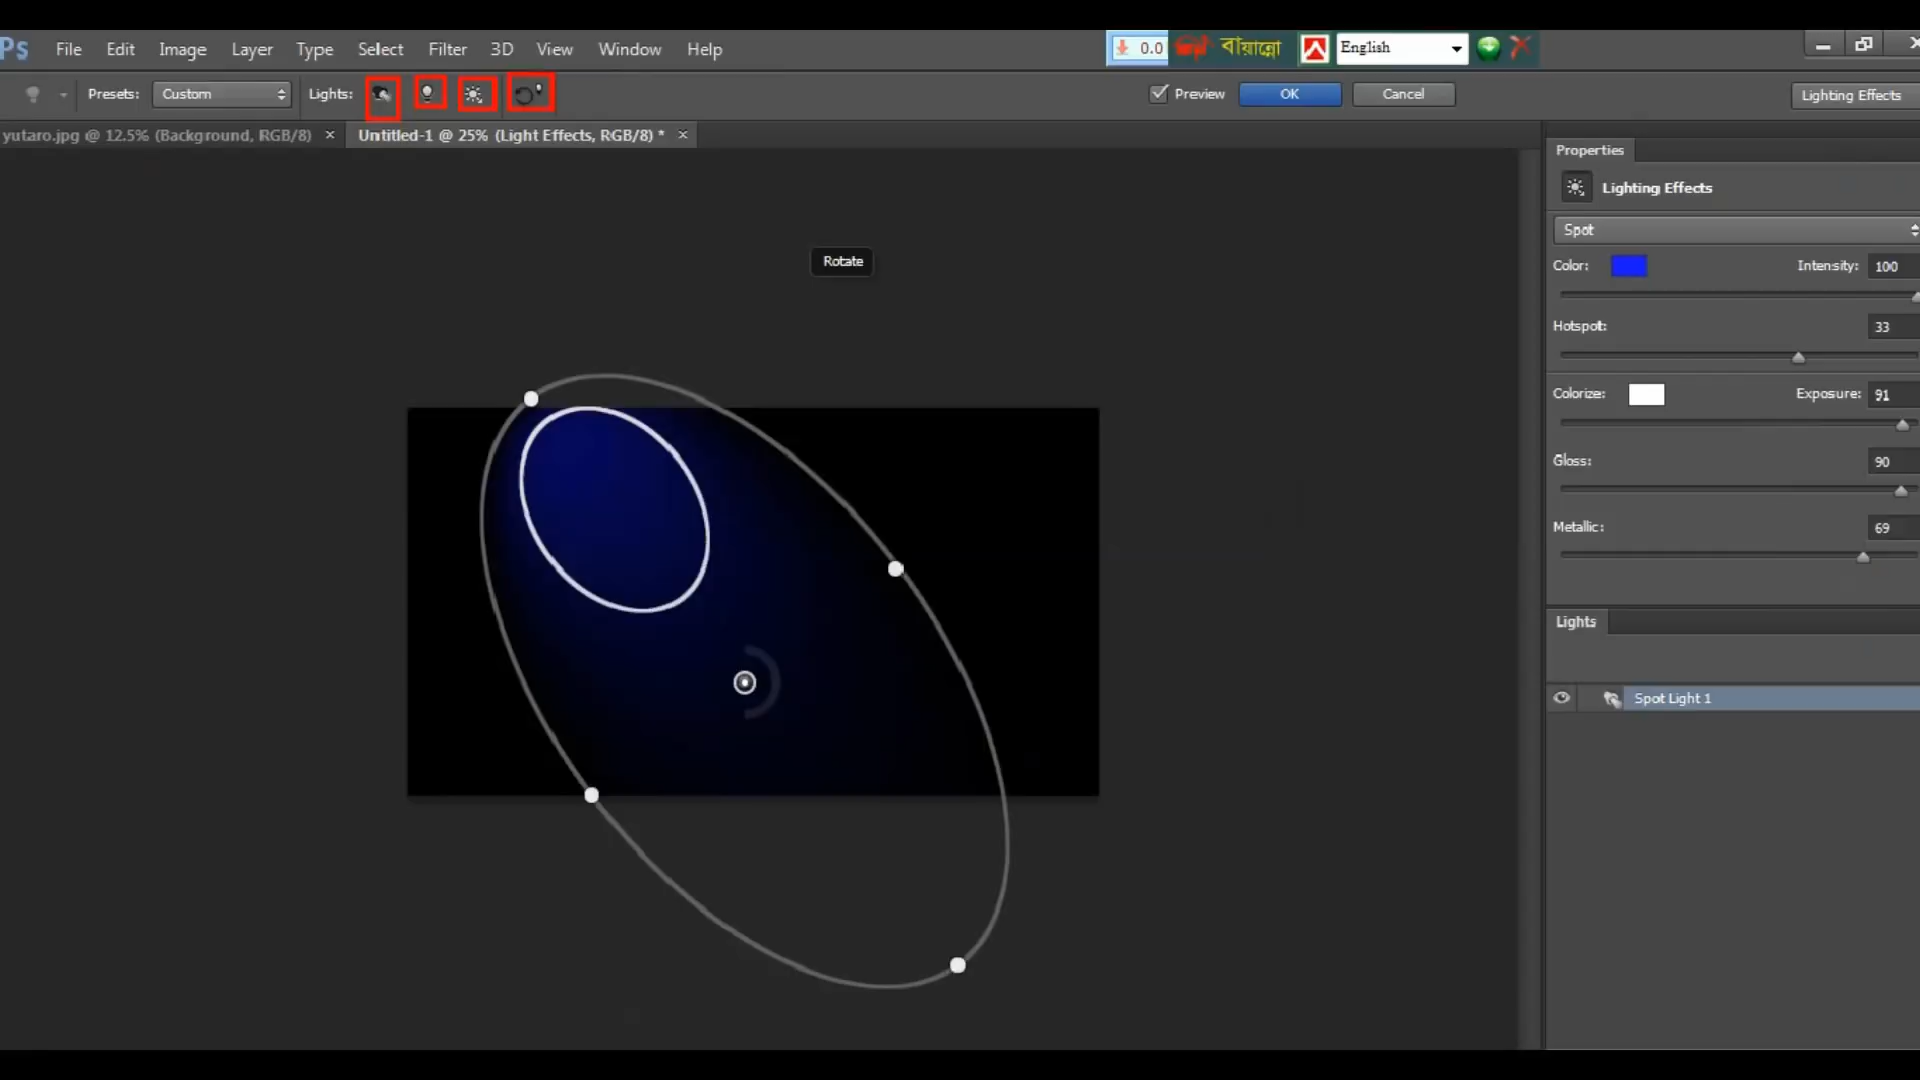 Ps File Edit Image Layer Type Select Filter 3D View Window Help
0.0 বায়ান্নো English
Presets: Custom Lights: Preview OK Cancel Lighting Effects
yutaro.jpg @ 12.5% (Background, RGB/8) × Untitled-1 @ 25% (Light Effects, RGB/8) * ×
Properties
Lighting Effects
Spot
Color: Intensity: 100
Hotspot: 33
Colorize: Exposure: 91
Gloss: 90
Metallic: 69
Lights
Spot Light 1
Rotate